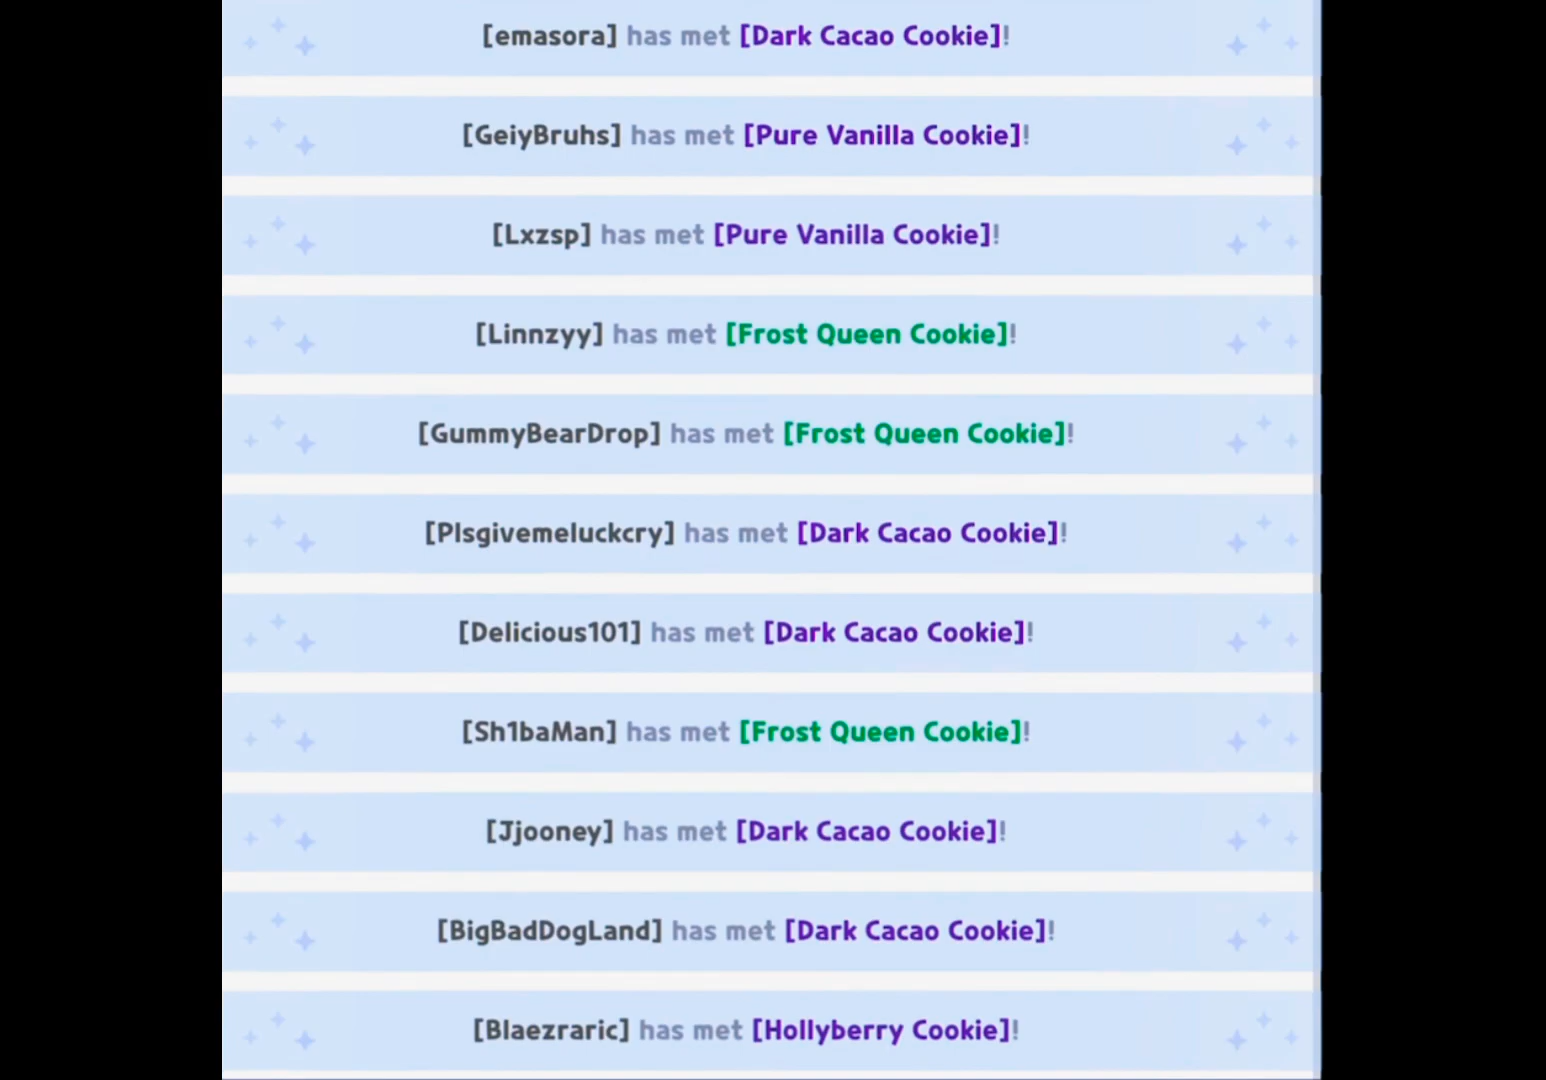 [emasora] has met [Dark Cacao Cookie]!
[GeiyBruhs] has met [Pure Vanilla Cookie]!
[Lxzsp] has met [Pure Vanilla Cookie]!
[Linnzyy] has met [Frost Queen Cookie]!
[GummyBearDrop] has met [Frost Queen Cookie]!
[Plsgivemeluckcry] has met [Dark Cacao Cookie]!
[Delicious101] has met [Dark Cacao Cookie]!
[Sh1baMan] has met [Frost Queen Cookie]!
[Jjooney] has met [Dark Cacao Cookie]!
[BigBadDogLand] has met [Dark Cacao Cookie]!
[Blaezraric] has met [Hollyberry Cookie]!